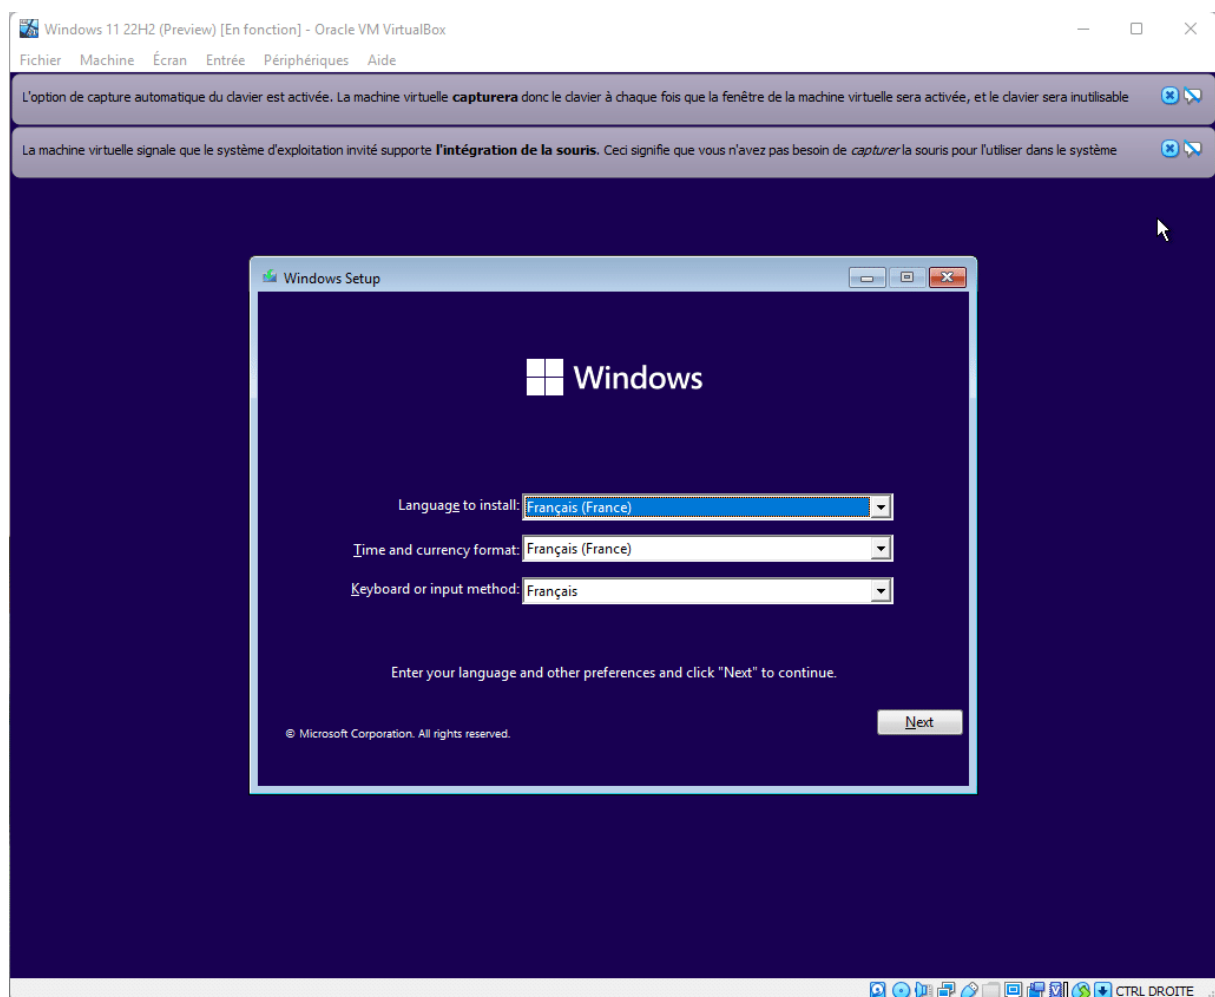 Windows 11 22H2 (Preview) [En fonction] - Oracle VM VirtualBox
Fichier Machine Écran Entrée Périphériques Aide
L'option de capture automatique du clavier est activée. La machine virtuelle capturera donc le clavier à chaque fois que la fenêtre de la machine virtuelle sera activée, et le clavier sera inutilisable
La machine virtuelle signale que le système d'exploitation invité supporte l'intégration de la souris. Ceci signifie que vous n'avez pas besoin de capturer la souris pour l'utiliser dans le système
Windows Setup
Windows
Language to install: Français (France)
Time and currency format: Français (France)
Keyboard or input method: Français
Enter your language and other preferences and click "Next" to continue.
Next
© Microsoft Corporation. All rights reserved.
CTRL DROITE